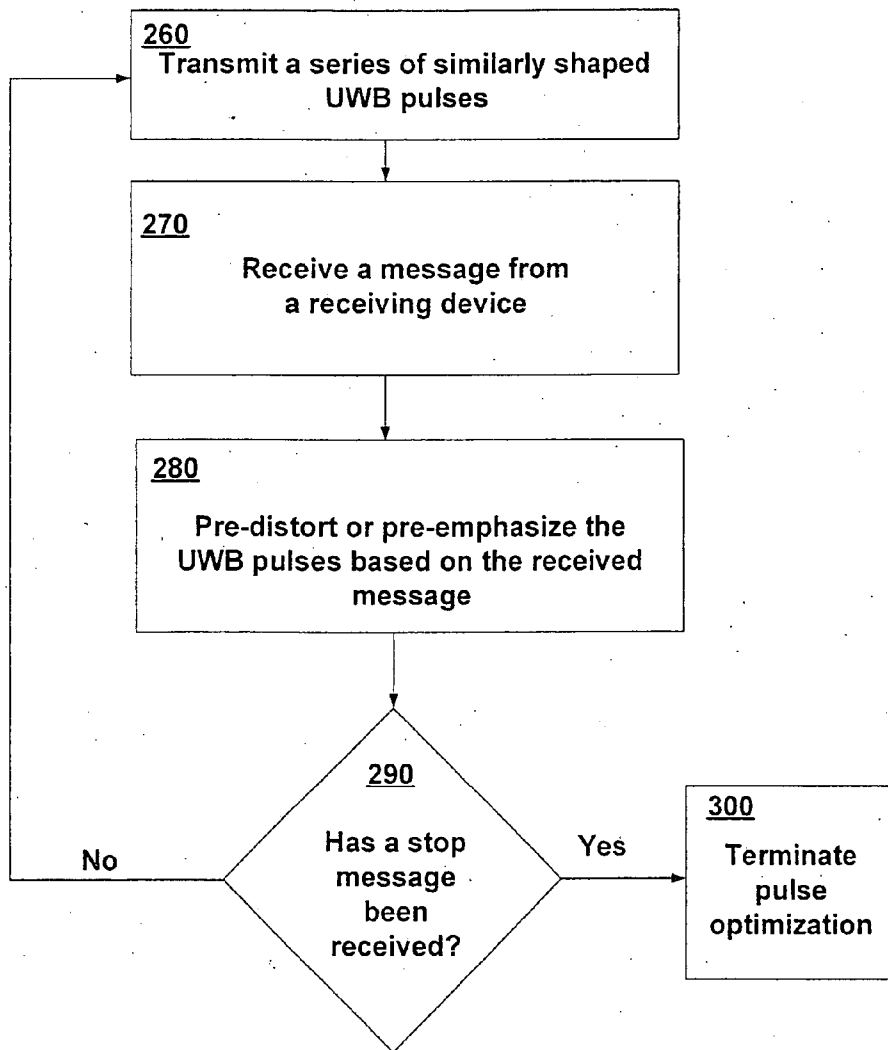 260
Transmit a series of similarly shaped
UWB pulses
270
Receive a message from
a receiving device
280
Pre-distort or pre-emphasize the
UWB pulses based on the received
message
290
Has a stop
message
been
received?
No
Yes
300
Terminate
pulse
optimization